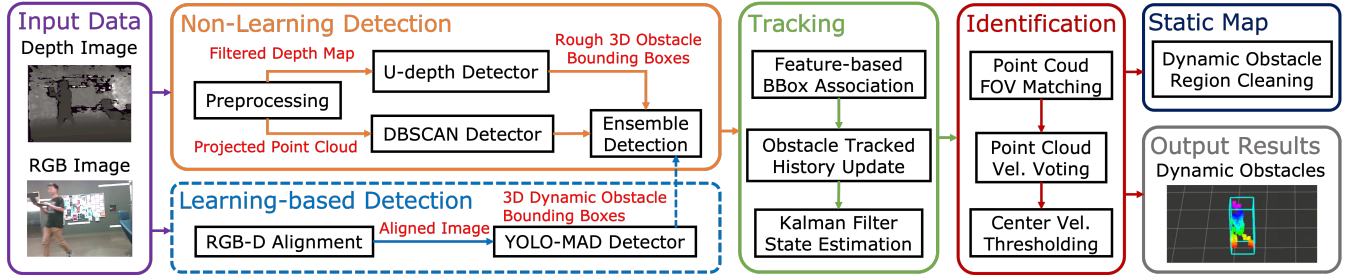 Input Data
Depth Image
RGB Image
Non-Learning Detection
Filtered Depth Map
Rough 3D Obstacle
Bounding Boxes
U-depth Detector
Preprocessing
DBSCAN Detector
Projected Point Cloud
Ensemble
Detection
Learning-based Detection
3D Dynamic Obstacle
Bounding Boxes
RGB-D Alignment
Aligned Image
YOLO-MAD Detector
Tracking
Feature-based
BBox Association
Obstacle Tracked
History Update
Kalman Filter
State Estimation
Identification
Point Coud
FOV Matching
Point Cloud
Vel. Voting
Center Vel.
Thresholding
Static Map
Dynamic Obstacle
Region Cleaning
Output Results
Dynamic Obstacles